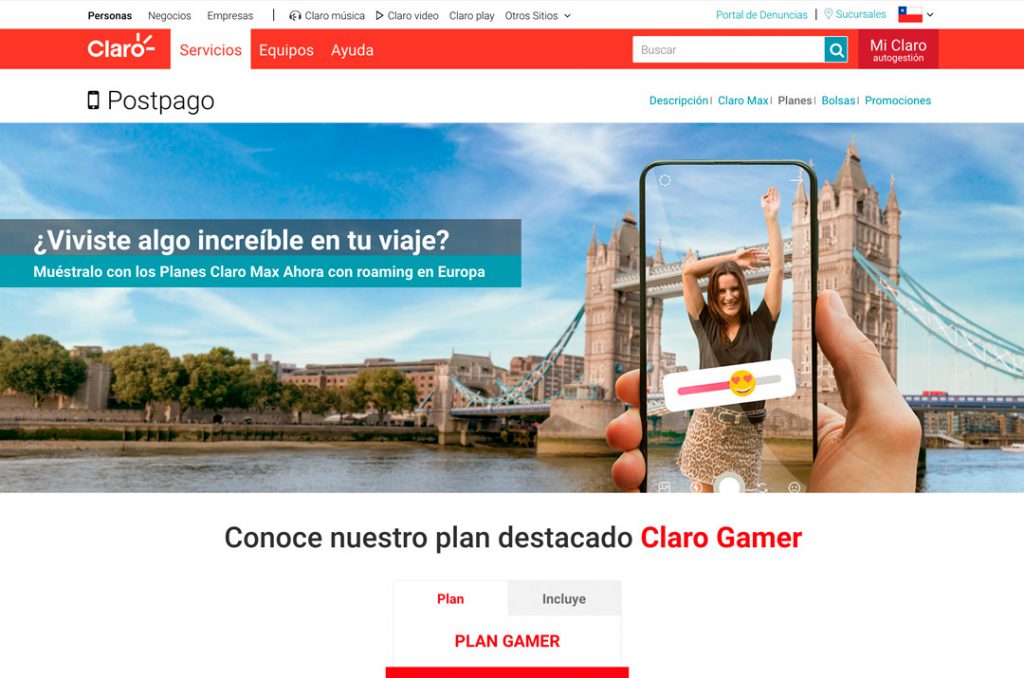 Personas Negocios Empresas | Claro música Claro video Claro play Otros Sitios Portal de Denuncias | Sucursales
Claro Servicios Equipos Ayuda Buscar Mi Claro
autogestión
Postpago Descripción | Claro Max | Planes | Bolsas | Promociones
¿Viviste algo increíble en tu viaje?
Muéstralo con los Planes Claro Max Ahora con roaming en Europa
Conoce nuestro plan destacado Claro Gamer
Plan Incluye
PLAN GAMER